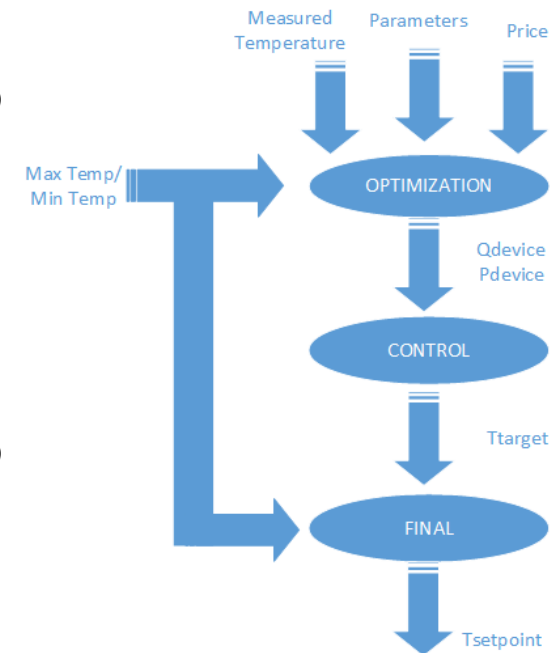 Measured
Temperature
Parameters
Price
Max Temp/
Min Temp
OPTIMIZATION
Qdevice
Pdevice
CONTROL
Ttarget
FINAL
Tsetpoint